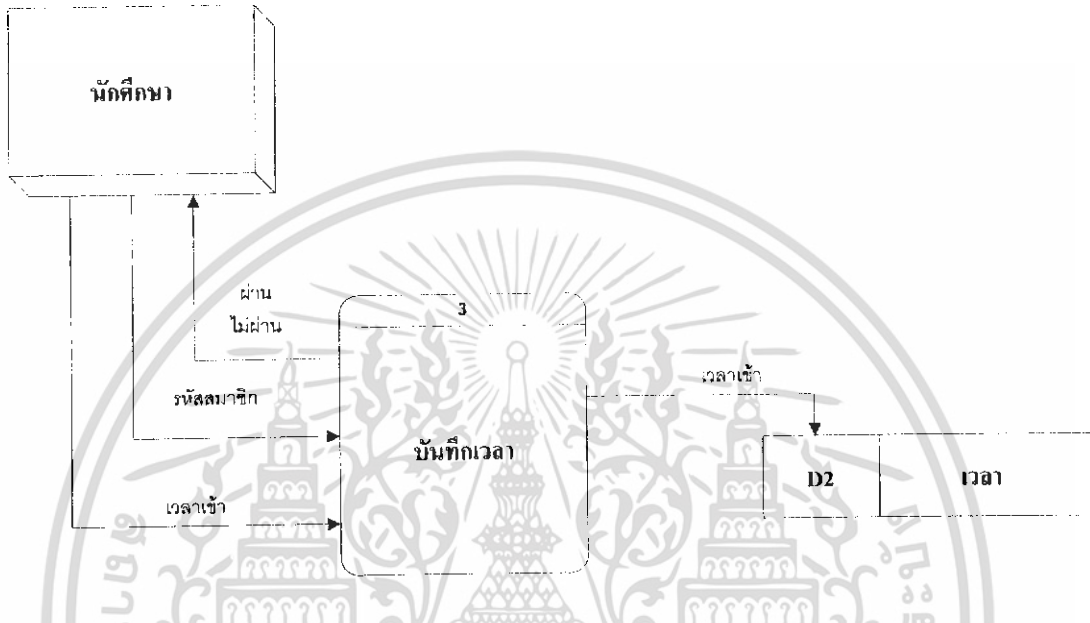 นักศึกษา
ผ่าน
ไม่ผ่าน
3
รหัสสมาชิก
เวลาเข้า
บันทึกเวลา
เวลาเข้า
D2
เวลา